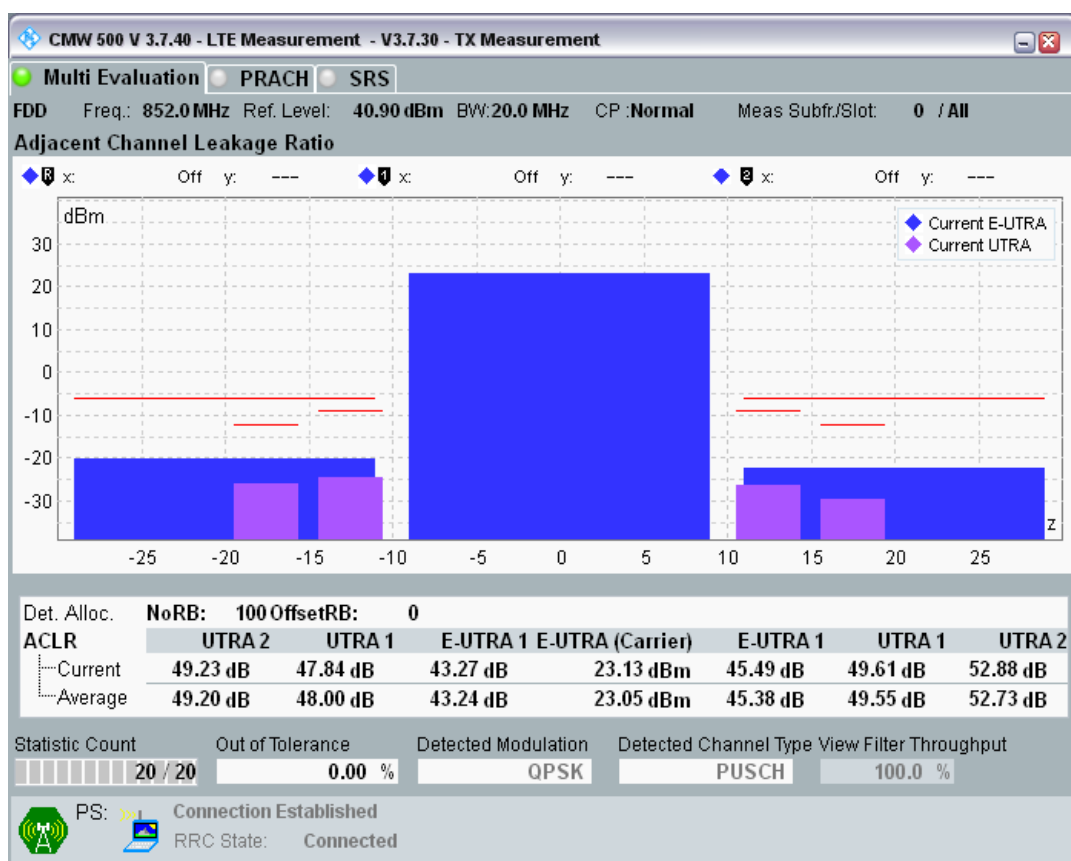 CMW 500 V 3.7.40 - LTE Measurement - V3.7.30 - TX Measurement
Multi Evaluation PRACH SRS
FDD Freq.: 852.0 MHz Ref. Level: 40.90 dBm BW:20.0 MHz CP :Normal Meas Subfr./Slot: 0 / All
Adjacent Channel Leakage Ratio
R x: Off y: --- 1 x: Off y: --- 2 x: Off y: ---
dBm
Current E-UTRA
Current UTRA
30
20
10
0
-10
-20
-30
z
-25 -20 -15 -10 -5 0 5 10 15 20 25
Det. Alloc. NoRB: 100 OffsetRB: 0
ACLR UTRA 2 UTRA 1 E-UTRA 1 E-UTRA (Carrier) E-UTRA 1 UTRA 1 UTRA 2
Current 49.23 dB 47.84 dB 43.27 dB 23.13 dBm 45.49 dB 49.61 dB 52.88 dB
Average 49.20 dB 48.00 dB 43.24 dB 23.05 dBm 45.38 dB 49.55 dB 52.73 dB
Statistic Count Out of Tolerance Detected Modulation Detected Channel Type View Filter Throughput
20 / 20 0.00 % QPSK PUSCH 100.0 %
PS: Connection Established
RRC State: Connected